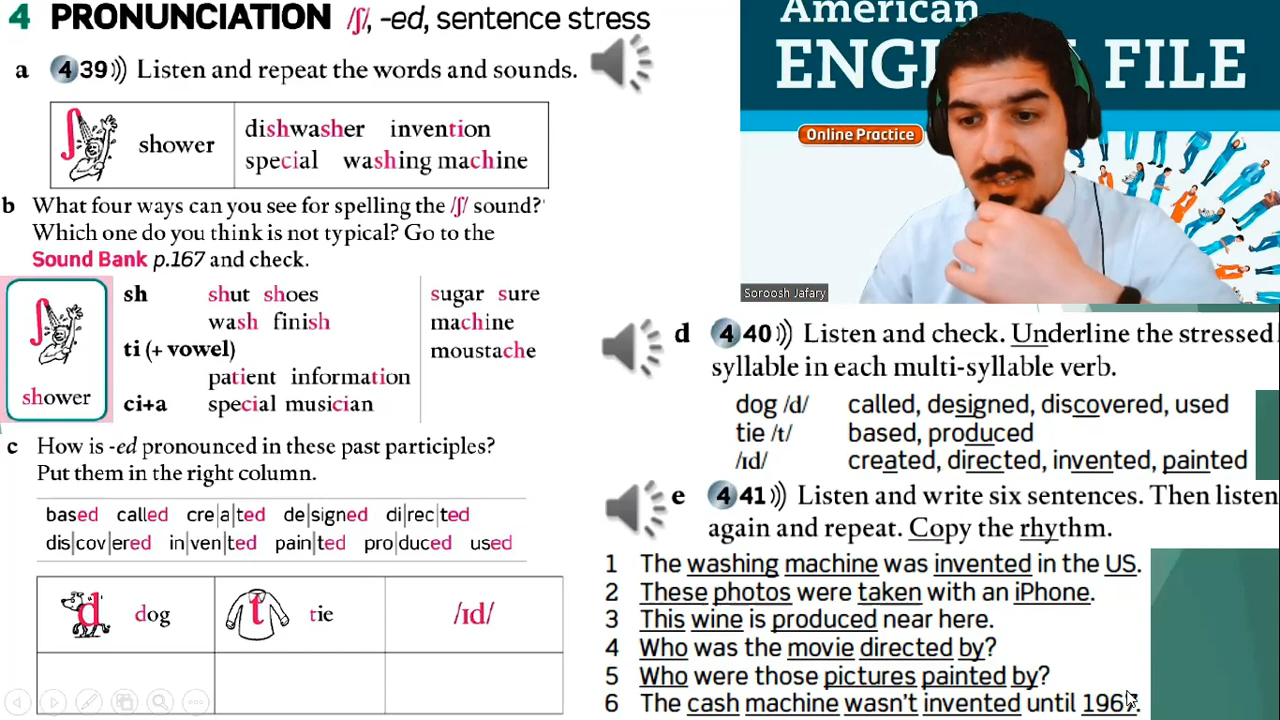 4 PRONUNCIATION /ʃ/, -ed, sentence stress
a 4 39 Listen and repeat the words and sounds.
ʃ shower
dishwasher invention
special washing machine
b What four ways can you see for spelling the /ʃ/ sound?
Which one do you think is not typical? Go to the
Sound Bank p.167 and check.
ʃ
shower
sh shut shoes
wash finish
ti (+ vowel)
patient information
ci+a special musician
sugar sure
machine
moustache
c How is -ed pronounced in these past participles?
Put them in the right column.
based called cre|a|ted de|signed di|rec|ted
dis|cov|ered in|ven|ted pain|ted pro|duced used
d dog
t tie
/ɪd/
American
ENGL FILE
Online Practice
Soroosh Jafary
d 4 40 Listen and check. Underline the stressed
syllable in each multi-syllable verb.
dog /d/ called, designed, discovered, used
tie /t/ based, produced
/ɪd/ created, directed, invented, painted
e 4 41 Listen and write six sentences. Then listen
again and repeat. Copy the rhythm.
1 The washing machine was invented in the US.
2 These photos were taken with an iPhone.
3 This wine is produced near here.
4 Who was the movie directed by?
5 Who were those pictures painted by?
6 The cash machine wasn't invented until 1967.